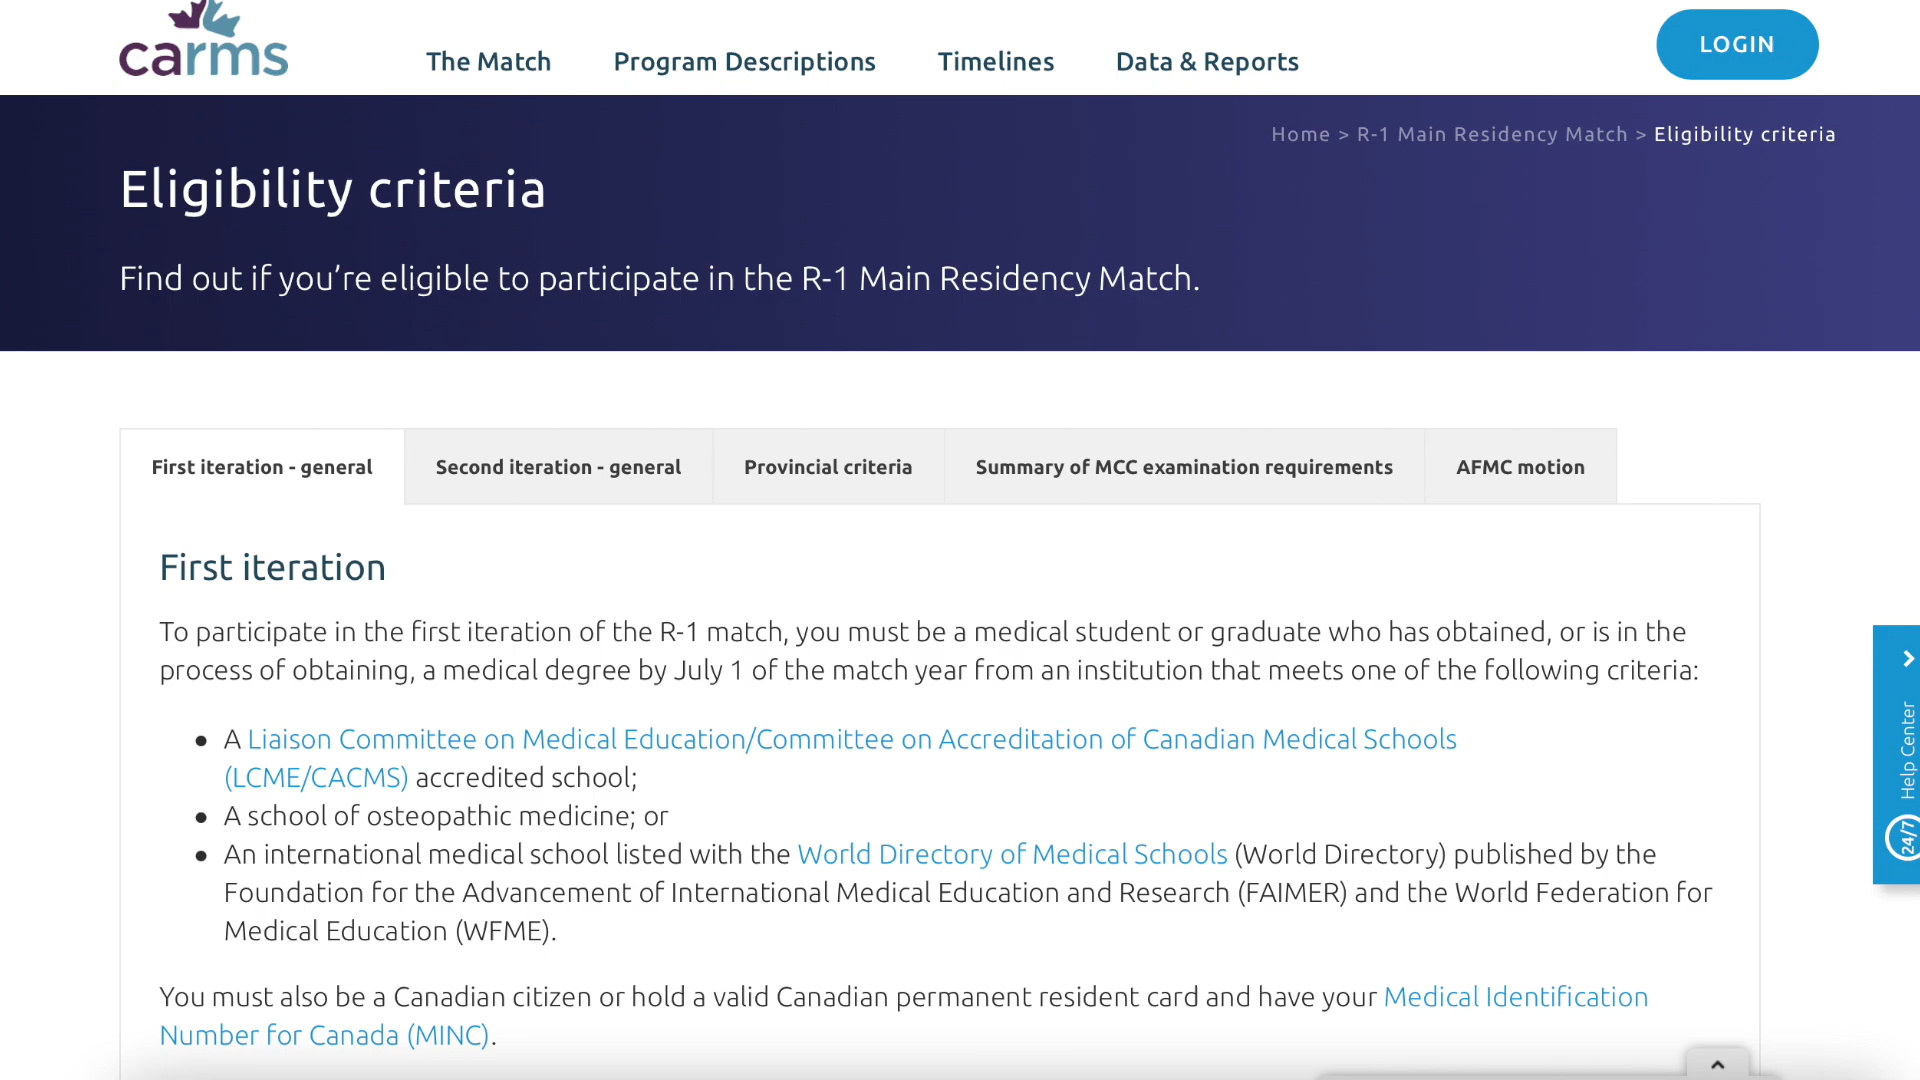 carms
The Match
Program Descriptions
Timelines
Data & Reports
LOGIN
Home > R-1 Main Residency Match > Eligibility criteria
Eligibility criteria
Find out if you’re eligible to participate in the R-1 Main Residency Match.
First iteration - general
Second iteration - general
Provincial criteria
Summary of MCC examination requirements
AFMC motion
First iteration
To participate in the first iteration of the R-1 match, you must be a medical student or graduate who has obtained, or is in the
process of obtaining, a medical degree by July 1 of the match year from an institution that meets one of the following criteria:
● A Liaison Committee on Medical Education/Committee on Accreditation of Canadian Medical Schools
(LCME/CACMS) accredited school;
● A school of osteopathic medicine; or
● An international medical school listed with the World Directory of Medical Schools (World Directory) published by the
Foundation for the Advancement of International Medical Education and Research (FAIMER) and the World Federation for
Medical Education (WFME).
You must also be a Canadian citizen or hold a valid Canadian permanent resident card and have your Medical Identification
Number for Canada (MINC).
Help Center
24/7